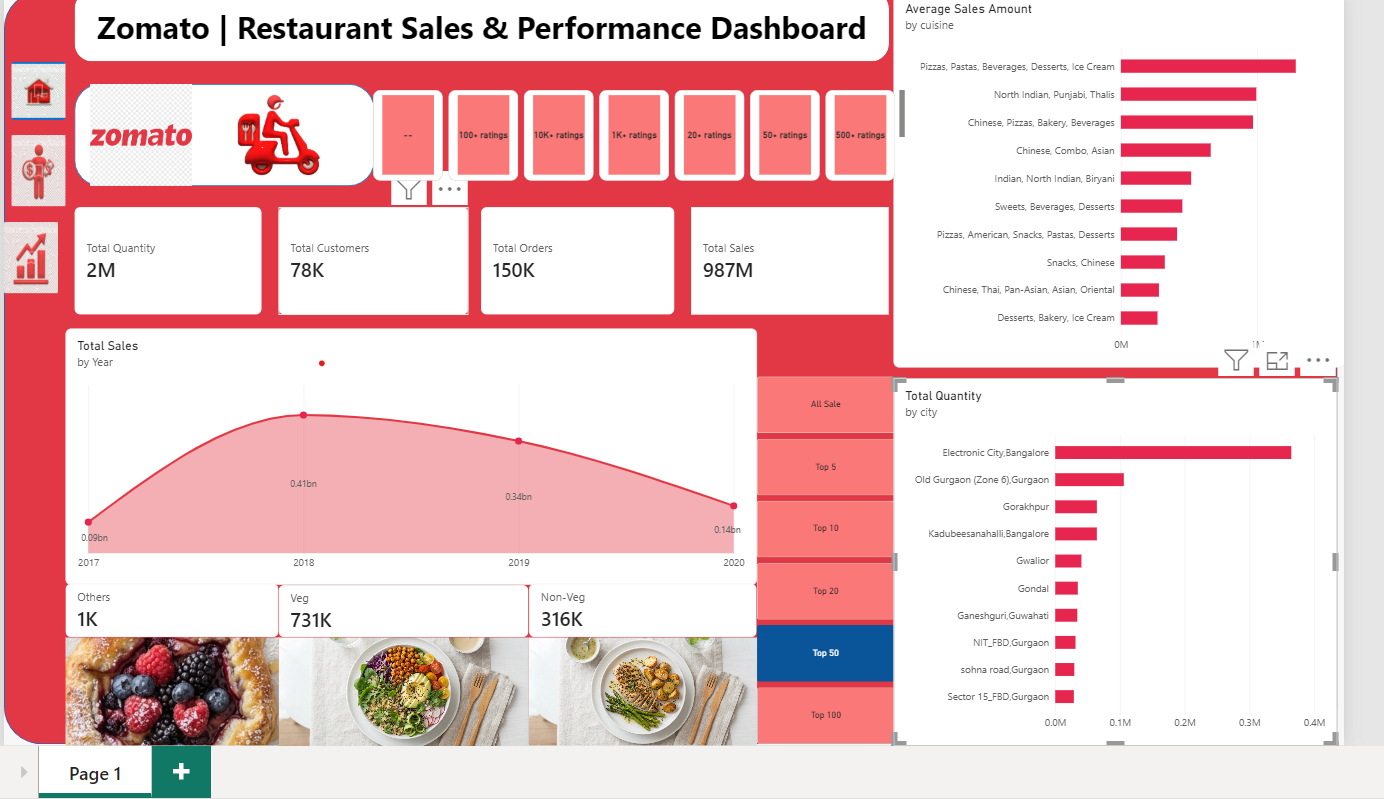 Zomato | Restaurant Sales & Performance Dashboard
zomato
--
100+ ratings
10K+ ratings
1K+ ratings
20+ ratings
50+ ratings
500+ ratings
Total Quantity
2M
Total Customers
78K
Total Orders
150K
Total Sales
987M
Total Sales
by Year
0.09bn
0.41bn
0.34bn
0.14bn
2017
2018
2019
2020
Others
1K
Veg
731K
Non-Veg
316K
All Sale
Top 5
Top 10
Top 20
Top 50
Top 100
Average Sales Amount
by cuisine
Pizzas, Pastas, Beverages, Desserts, Ice Cream
North Indian, Punjabi, Thalis
Chinese, Pizzas, Bakery, Beverages
Chinese, Combo, Asian
Indian, North Indian, Biryani
Sweets, Beverages, Desserts
Pizzas, American, Snacks, Pastas, Desserts
Snacks, Chinese
Chinese, Thai, Pan-Asian, Asian, Oriental
Desserts, Bakery, Ice Cream
0M
Total Quantity
by city
Electronic City,Bangalore
Old Gurgaon (Zone 6),Gurgaon
Gorakhpur
Kadubeesanahalli,Bangalore
Gwalior
Gondal
Ganeshguri,Guwahati
NIT_FBD,Gurgaon
sohna road,Gurgaon
Sector 15_FBD,Gurgaon
0.0M
0.1M
0.2M
0.3M
0.4M
Page 1